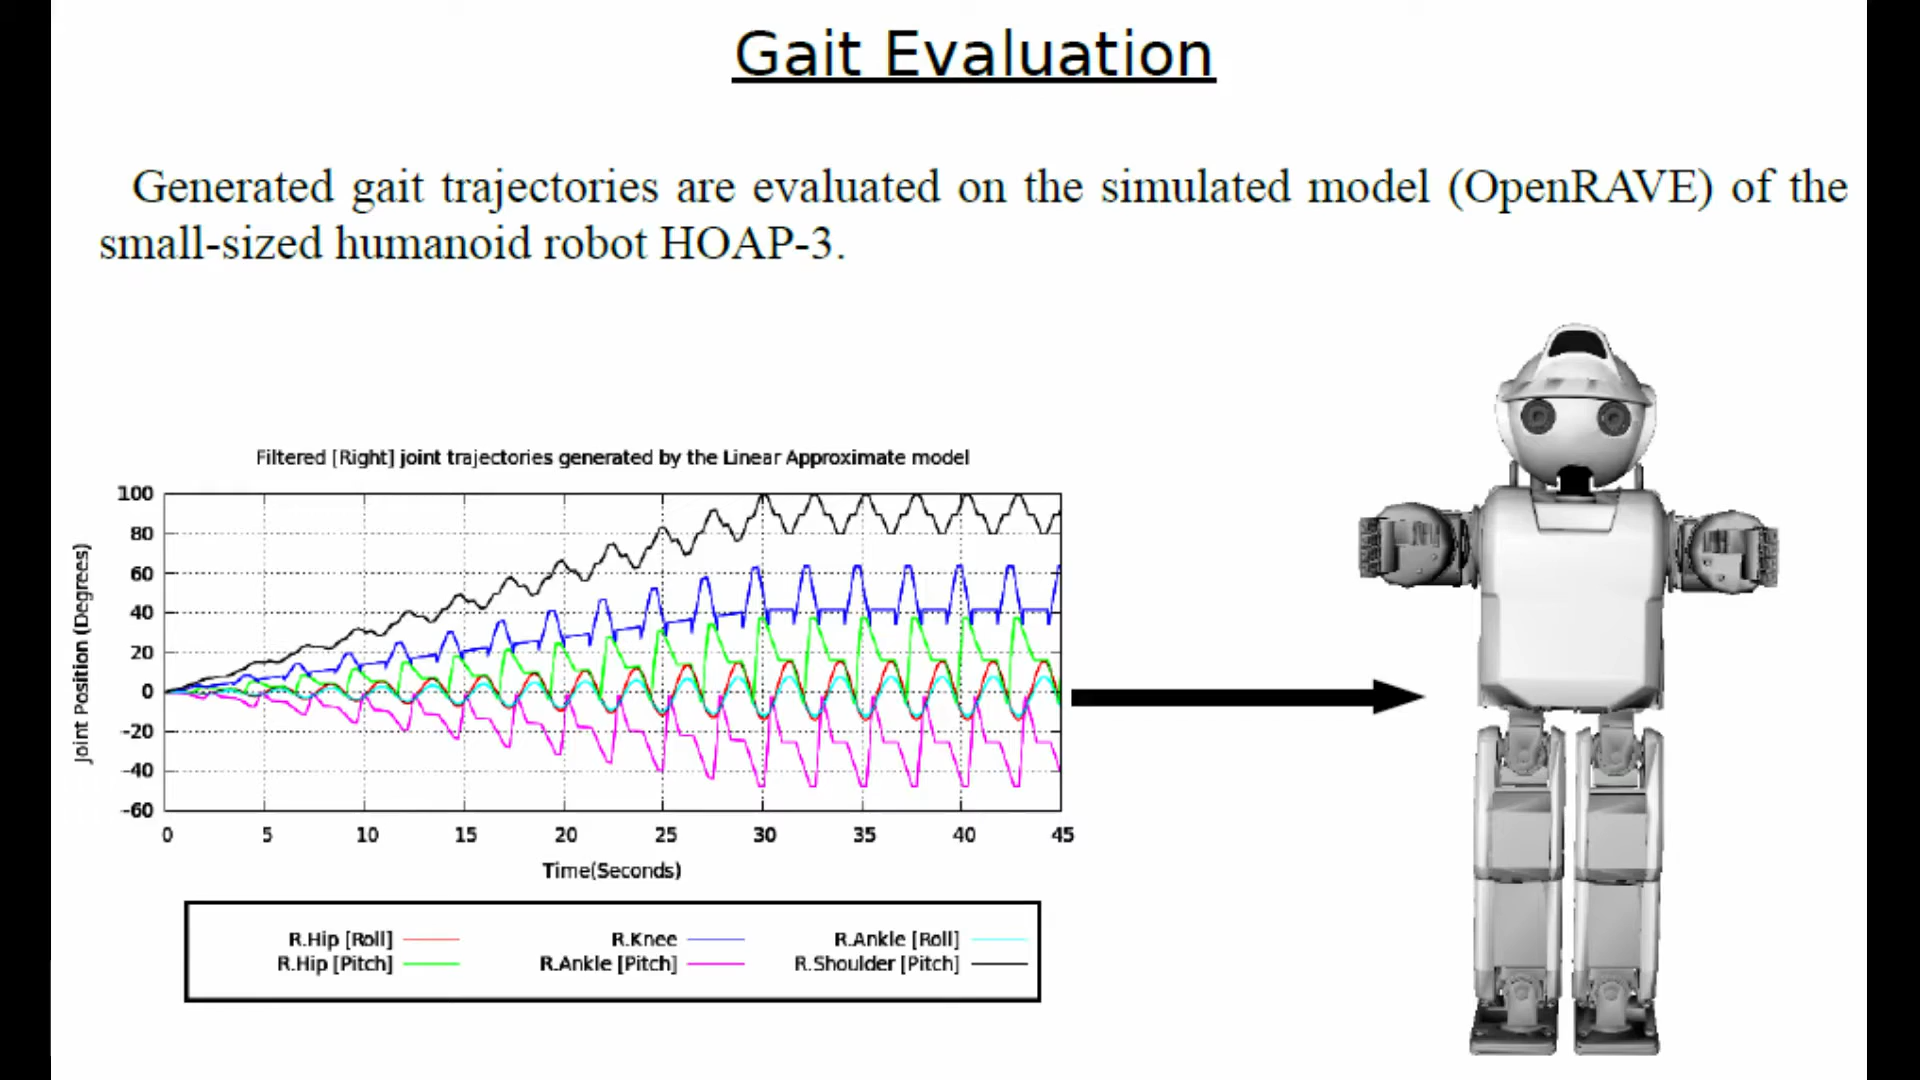 Gait Evaluation
Generated gait trajectories are evaluated on the simulated model (OpenRAVE) of the
small-sized humanoid robot HOAP-3.
Filtered [Right] joint trajectories generated by the Linear Approximate model
Joint Position (Degrees)
100
80
60
40
20
0
-20
-40
-60
0 5 10 15 20 25 30 35 40 45
Time(Seconds)
R.Hip [Roll] R.Knee R.Ankle [Roll]
R.Hip [Pitch] R.Ankle [Pitch] R.Shoulder [Pitch]